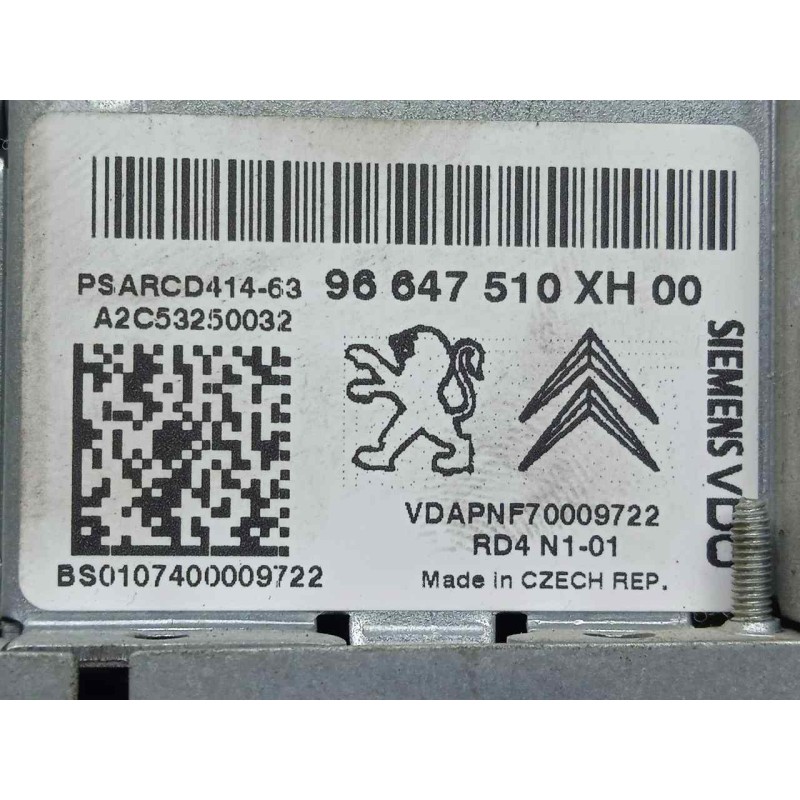 PSARCD414-63 96 647 510 XH 00
A2C53250032
SIEMENS VDO
VDAPNF70009722
RD4 N1-01
BS0107400009722
Made in CZECH REP.